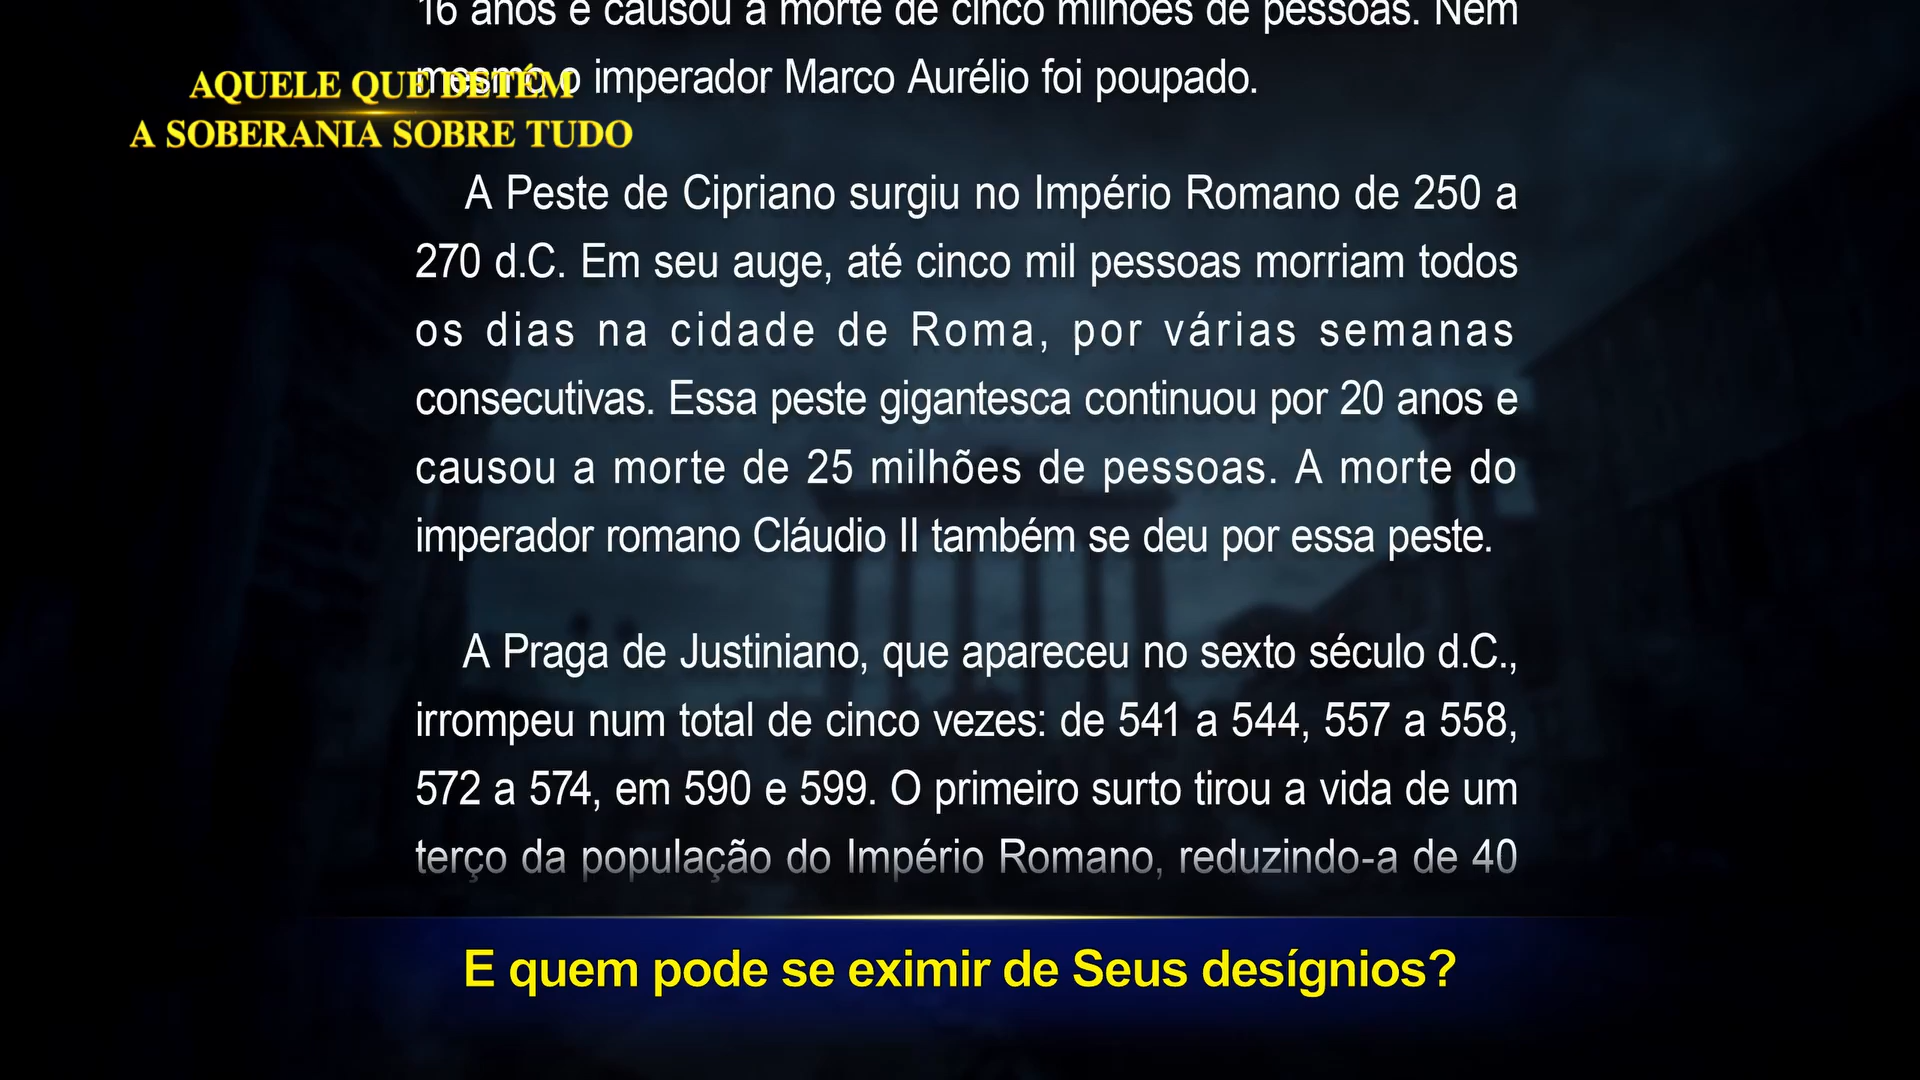 16 anos e causou a morte de cinco milhões de pessoas. Nem
mesmo o imperador Marco Aurélio foi poupado.
AQUELE QUE DETÉM
A SOBERANIA SOBRE TUDO
A Peste de Cipriano surgiu no Império Romano de 250 a
270 d.C. Em seu auge, até cinco mil pessoas morriam todos
os dias na cidade de Roma, por várias semanas
consecutivas. Essa peste gigantesca continuou por 20 anos e
causou a morte de 25 milhões de pessoas. A morte do
imperador romano Cláudio II também se deu por essa peste.
A Praga de Justiniano, que apareceu no sexto século d.C.,
irrompeu num total de cinco vezes: de 541 a 544, 557 a 558,
572 a 574, em 590 e 599. O primeiro surto tirou a vida de um
terço da população do Império Romano, reduzindo-a de 40
E quem pode se eximir de Seus desígnios?